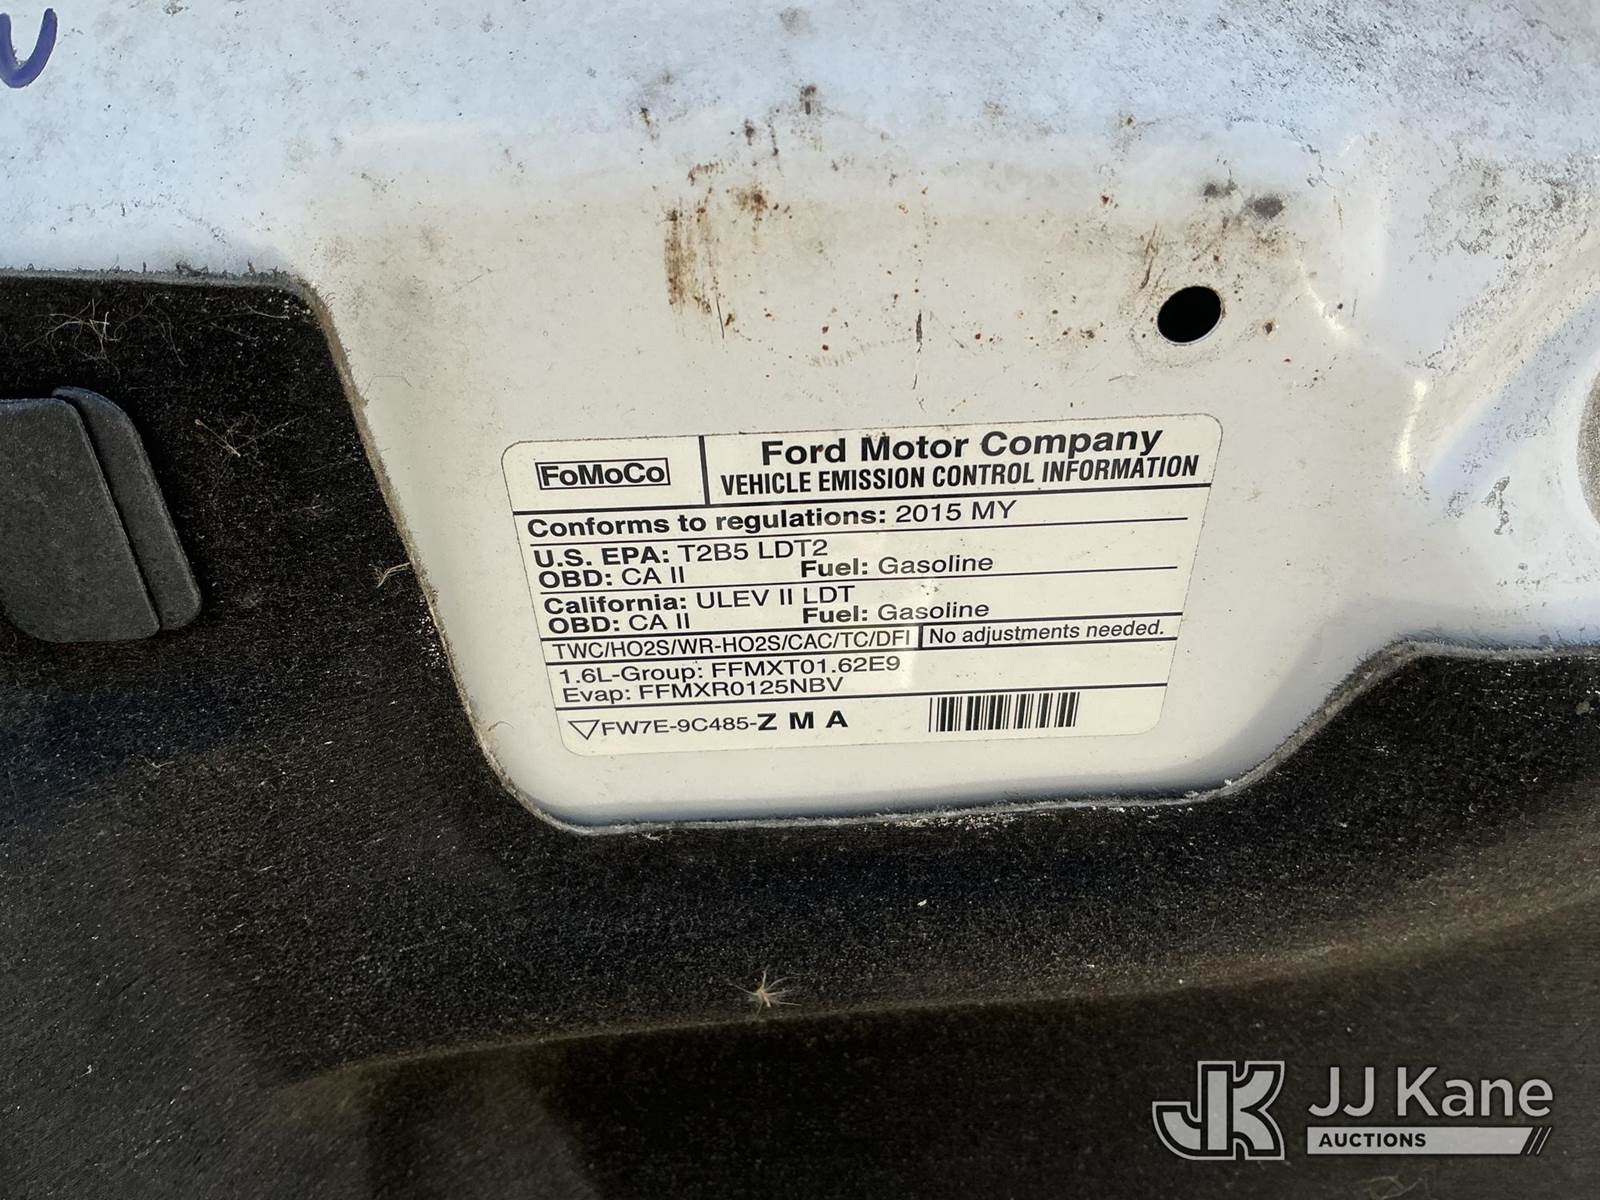 FoMoCo
Ford Motor Company
VEHICLE EMISSION CONTROL INFORMATION
Conforms to regulations: 2015 MY
U.S. EPA: T2B5 LDT2
OBD: CA II Fuel: Gasoline
California: ULEV II LDT
OBD: CA II Fuel: Gasoline
TWC/HO2S/WR-HO2S/CAC/TC/DFI No adjustments needed.
1.6L-Group: FFMXT01.62E9
Evap: FFMXR0125NBV
FW7E-9C485-Z M A
JK JJ Kane
AUCTIONS